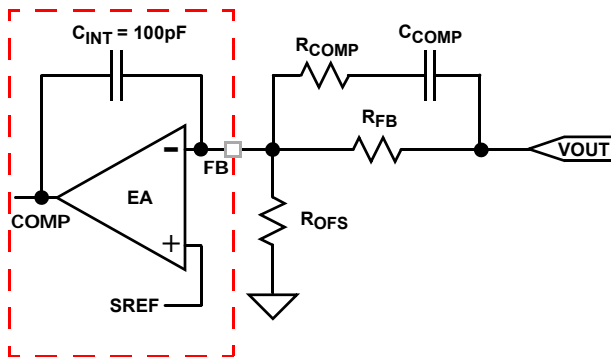 C_INT = 100pF
R_COMP
C_COMP
R_FB
VOUT
-
FB
EA
COMP
R_OFS
+
SREF